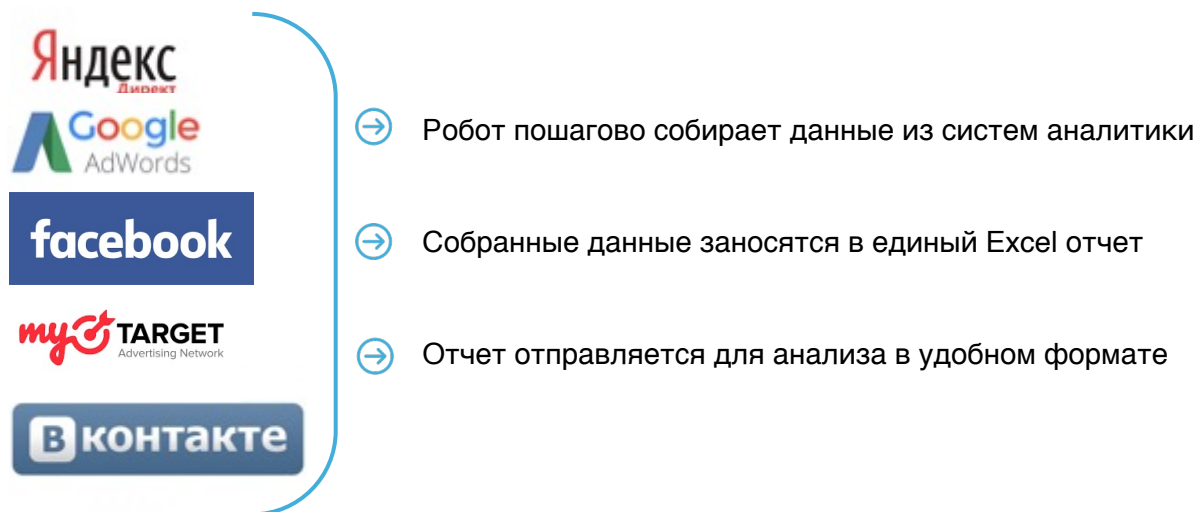 Яндекс
Директ
Google
AdWords
facebook
my TARGET
Advertising Network
В контакте
Робот пошагово собирает данные из систем аналитики
Собранные данные заносятся в единый Excel отчет
Отчет отправляется для анализа в удобном формате